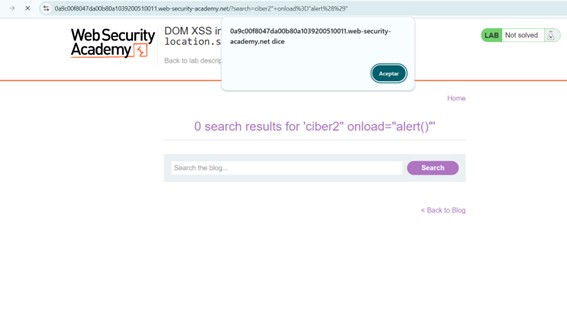 0a9c00f8047da00b80a1039200510011.web-security-academy.net/?search=ciber2"+onload%3D"alert%28%29"
Web Security
Academy
DOM XSS in
location.s
Back to lab descrip
0a9c00f8047da00b80a1039200510011.web-security-
academy.net dice
Aceptar
LAB Not solved
Home
0 search results for 'ciber2" onload="alert()"'
Search the blog...
Search
< Back to Blog